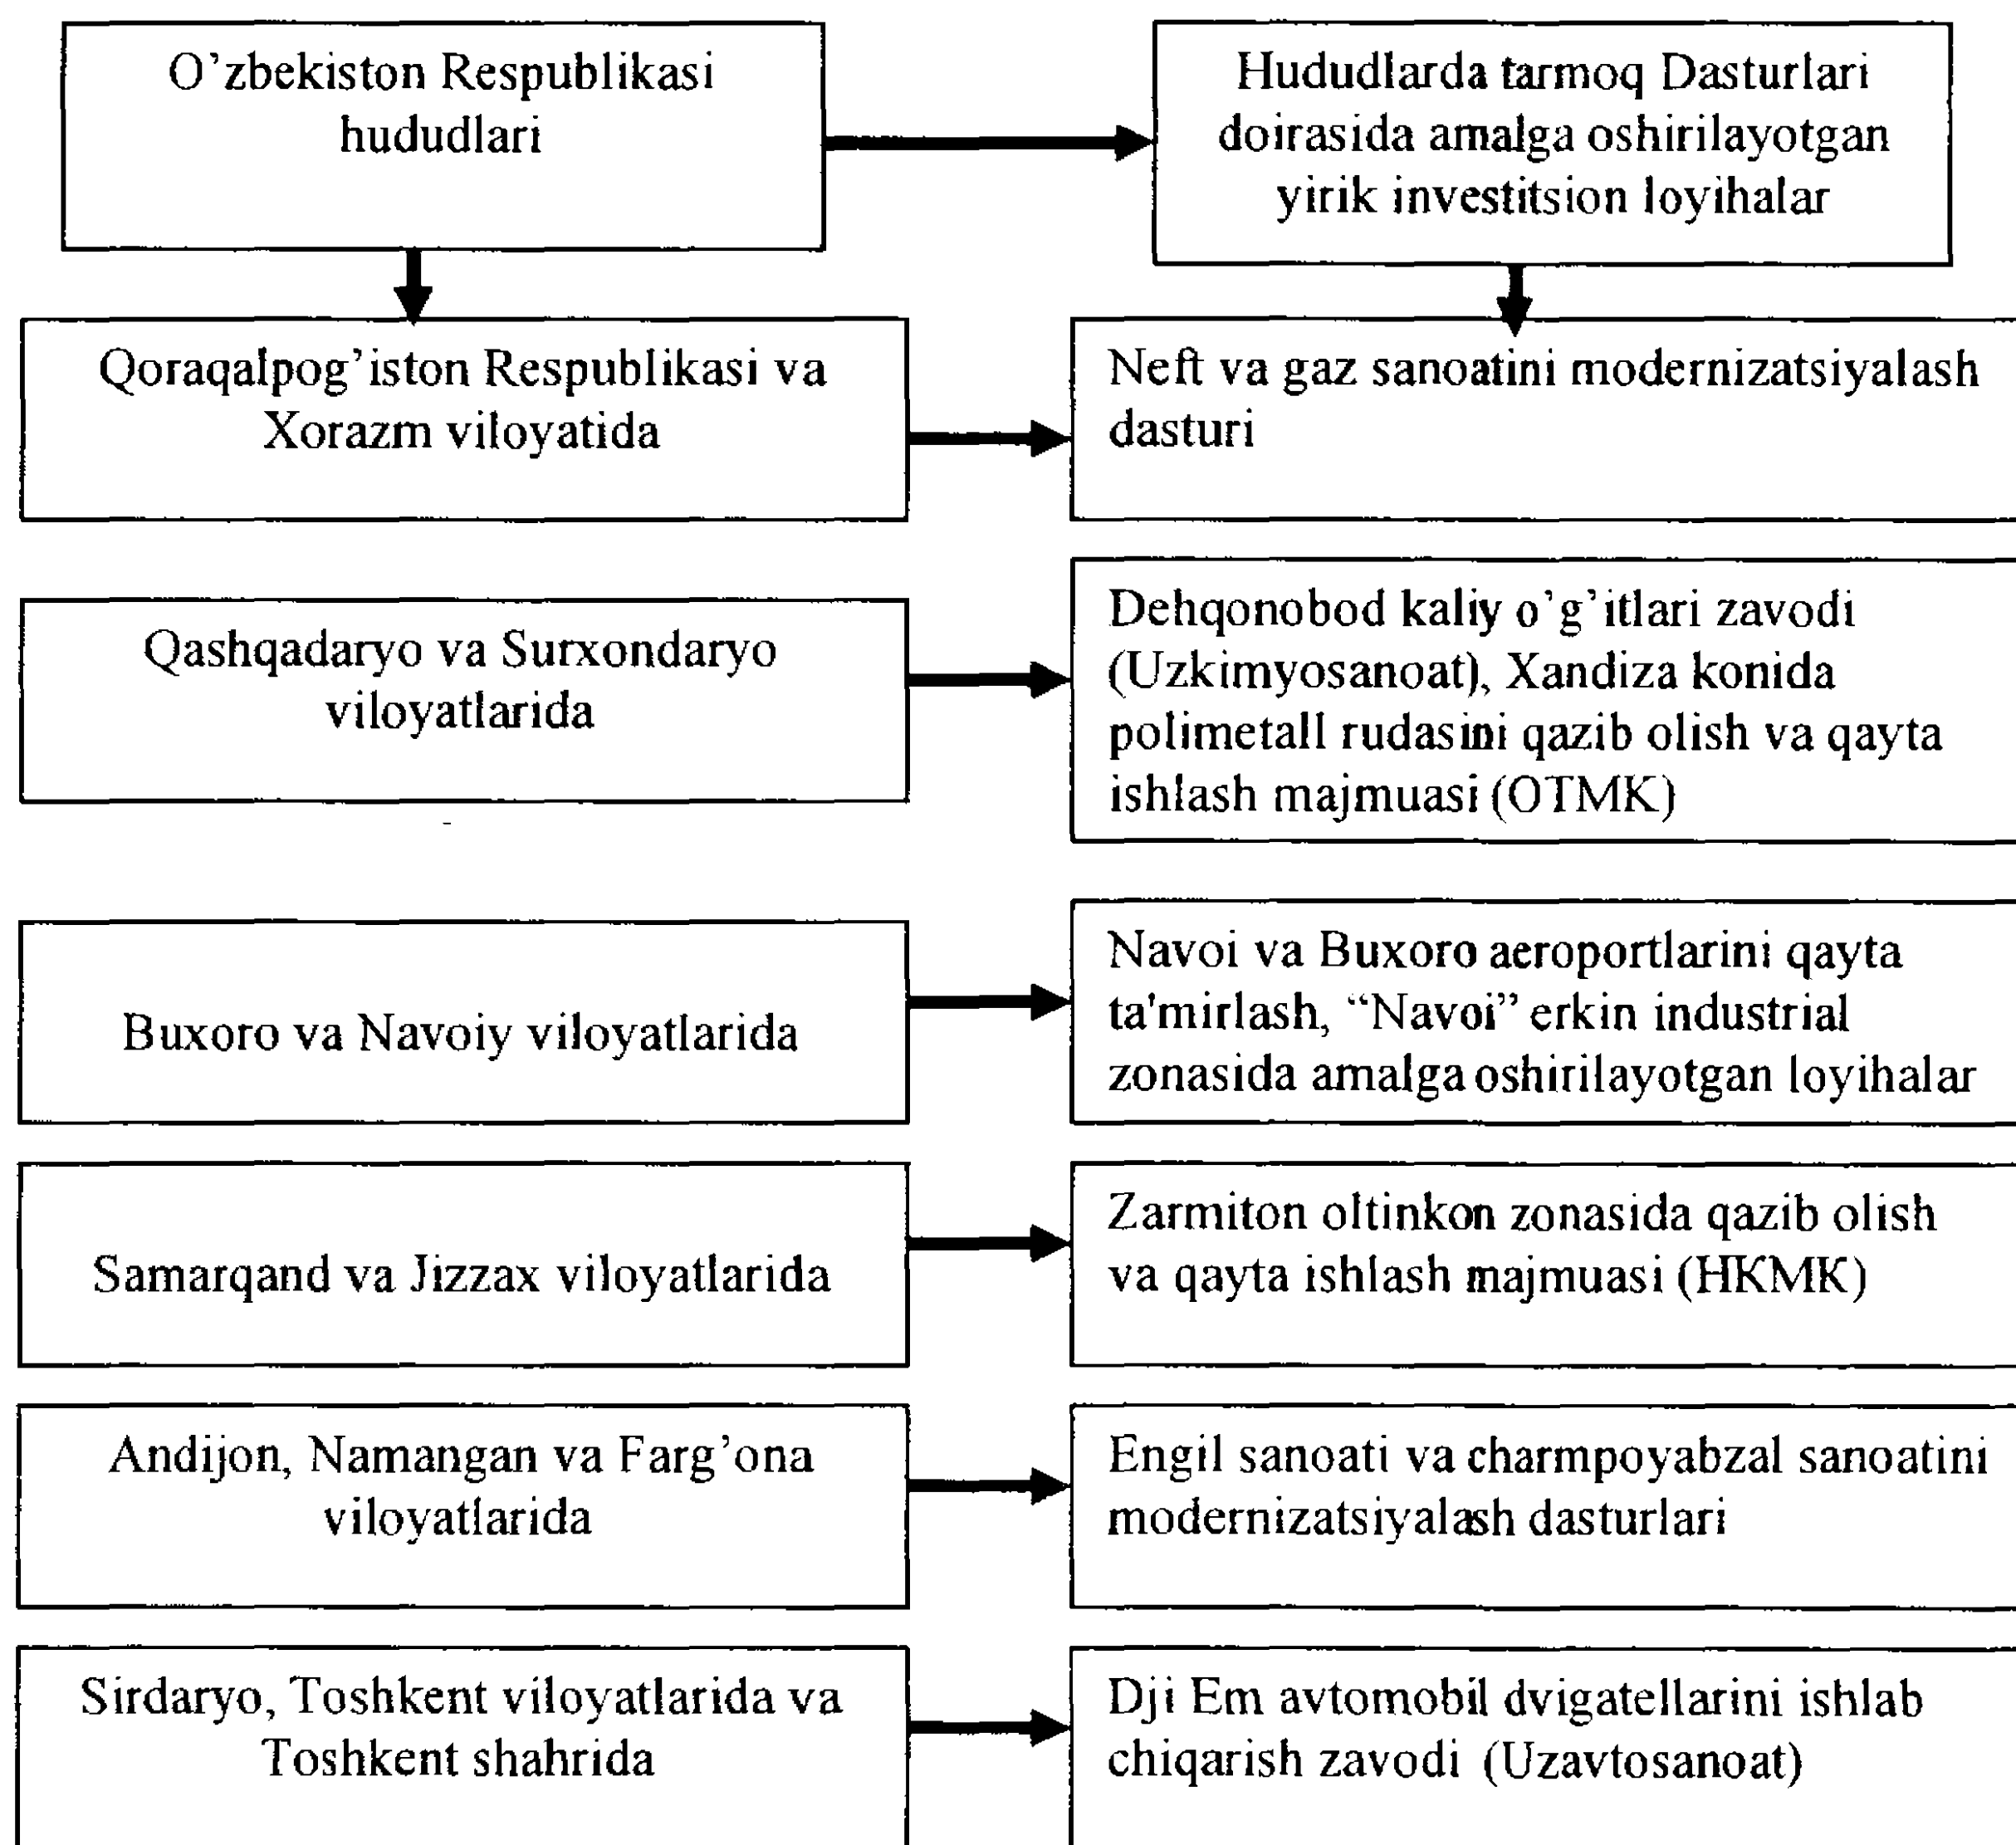 O’zbekiston Respublikasi
hududlari
Hududlarda tarmoq Dasturlari
doirasida amalga oshirilayotgan
yirik investitsion loyihalar
Qoraqalpog’iston Respublikasi va
Xorazm viloyatida
Neft va gaz sanoatini modernizatsiyalash
dasturi
Qashqadaryo va Surxondaryo
viloyatlarida
Dehqonobod kaliy o’g’itlari zavodi
(Uzkimyosanoat), Xandiza konida
polimetall rudasini qazib olish va qayta
ishlash majmuasi (OTMK)
Buxoro va Navoiy viloyatlarida
Navoi va Buxoro aeroportlarini qayta
ta'mirlash, “Navoi” erkin industrial
zonasida amalga oshirilayotgan loyihalar
Samarqand va Jizzax viloyatlarida
Zarmiton oltinkon zonasida qazib olish
va qayta ishlash majmuasi (HKMK)
Andijon, Namangan va Farg’ona
viloyatlarida
Engil sanoati va charmpoyabzal sanoatini
modernizatsiyalash dasturlari
Sirdaryo, Toshkent viloyatlarida va
Toshkent shahrida
Dji Em avtomobil dvigatellarini ishlab
chiqarish zavodi (Uzavtosanoat)